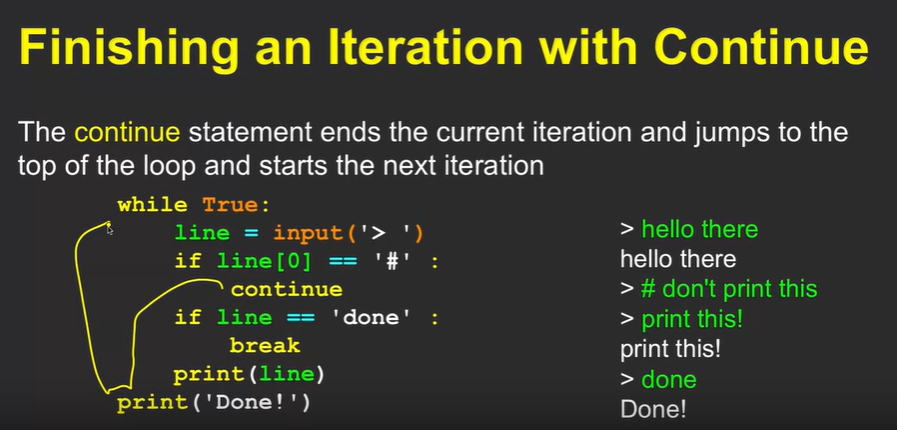 Finishing an Iteration with Continue
The continue statement ends the current iteration and jumps to the
top of the loop and starts the next iteration
while True:
    line = input('> ')
    if line[0] == '#' :
        continue
    if line == 'done' :
        break
    print(line)
print('Done!')
> hello there
hello there
> # don't print this
> print this!
print this!
> done
Done!